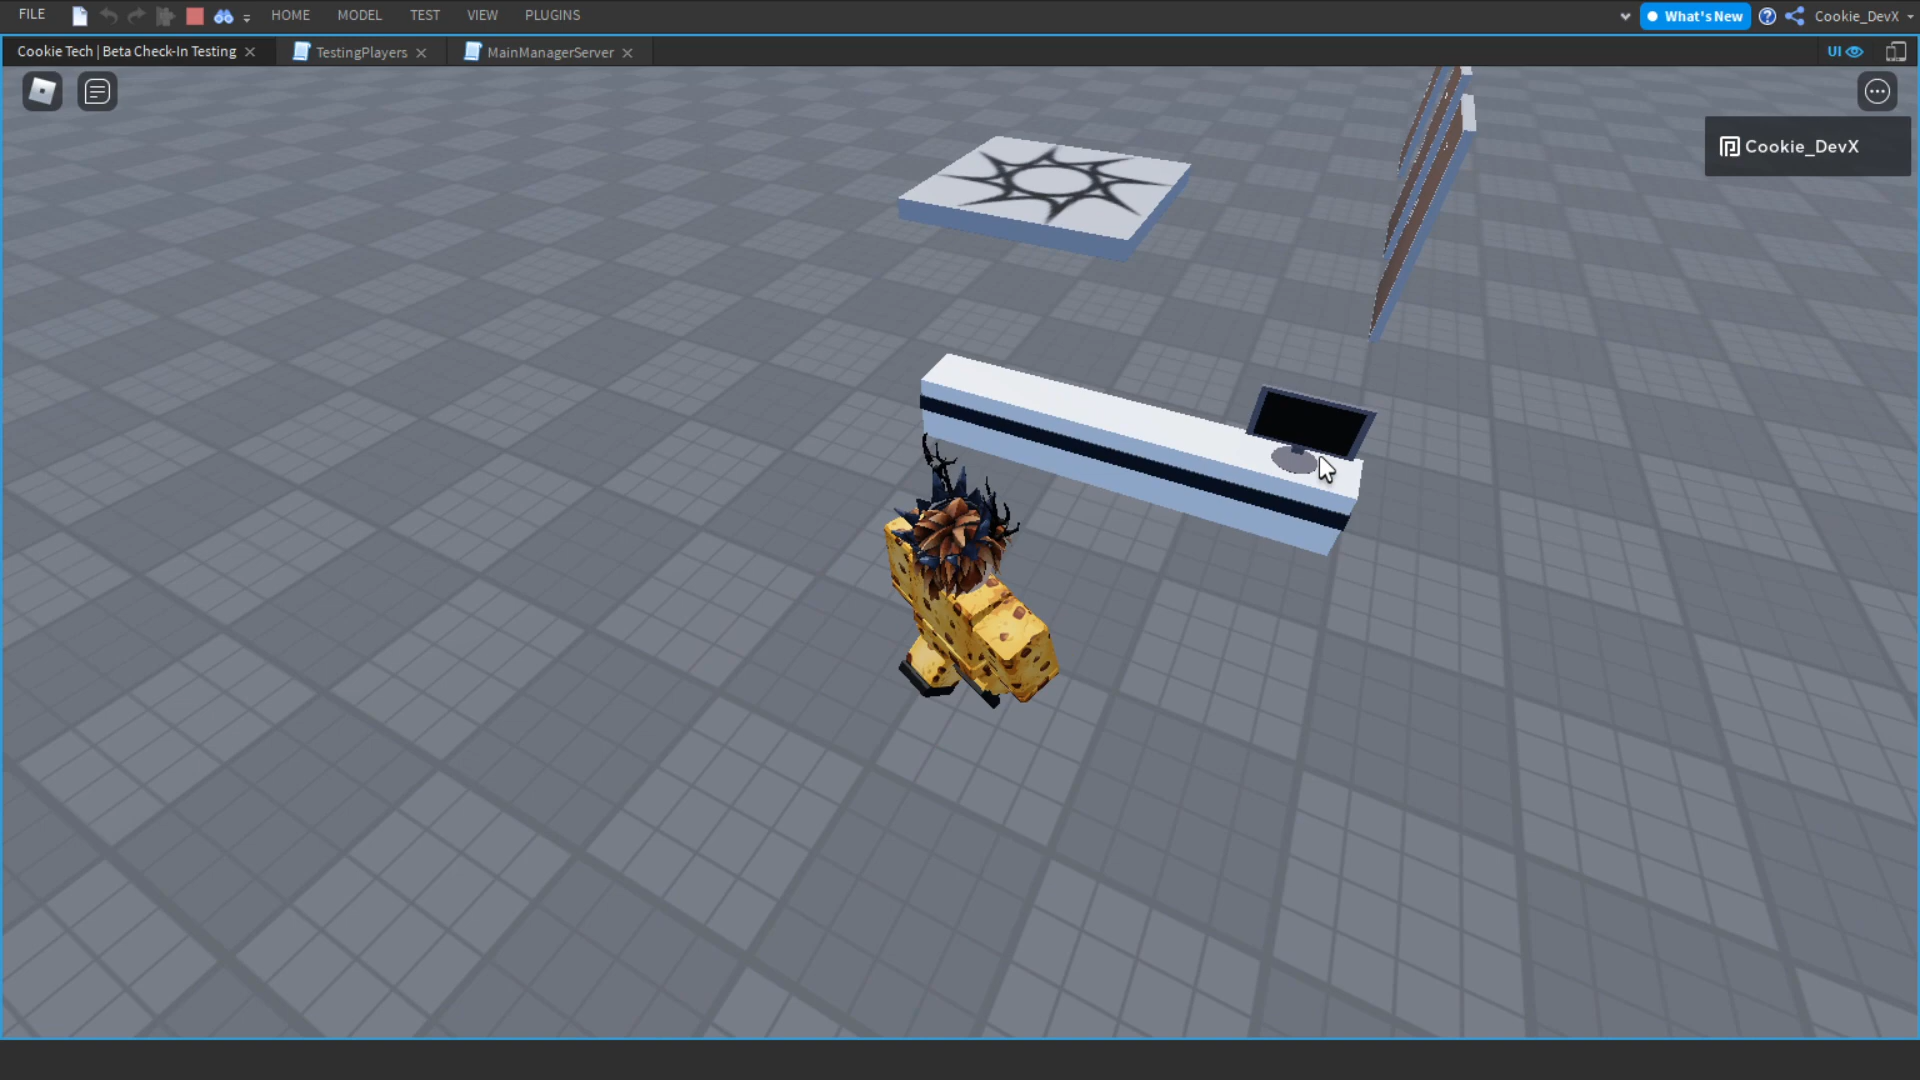 FILE HOME MODEL TEST VIEW PLUGINS What's New Cookie_DevX
Cookie Tech | Beta Check-In Testing TestingPlayers MainManagerServer UI
Cookie_DevX